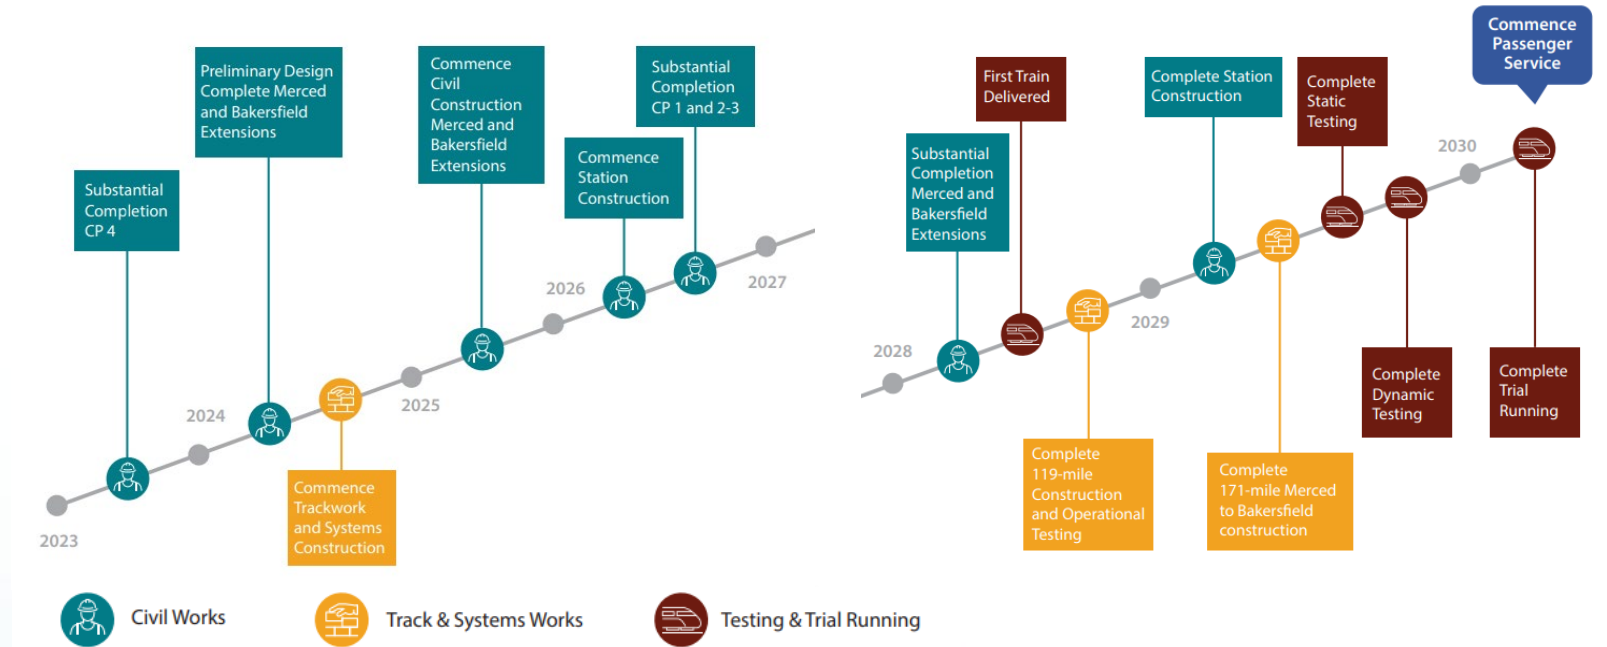 Substantial
Completion
CP 4
Preliminary Design
Complete Merced
and Bakersfield
Extensions
Commence
Civil
Construction
Merced and
Bakersfield
Extensions
Commence
Station
Construction
Substantial
Completion
CP 1 and 2-3
2023
2024
2025
2026
2027
Commence
Trackwork
and Systems
Construction
Substantial
Completion
Merced and
Bakersfield
Extensions
First Train
Delivered
Complete Station
Construction
Complete
Static
Testing
Commence
Passenger
Service
2028
2029
2030
Complete
119-mile
Construction
and Operational
Testing
Complete
171-mile Merced
to Bakersfield
construction
Complete
Dynamic
Testing
Complete
Trial
Running
Civil Works
Track & Systems Works
Testing & Trial Running